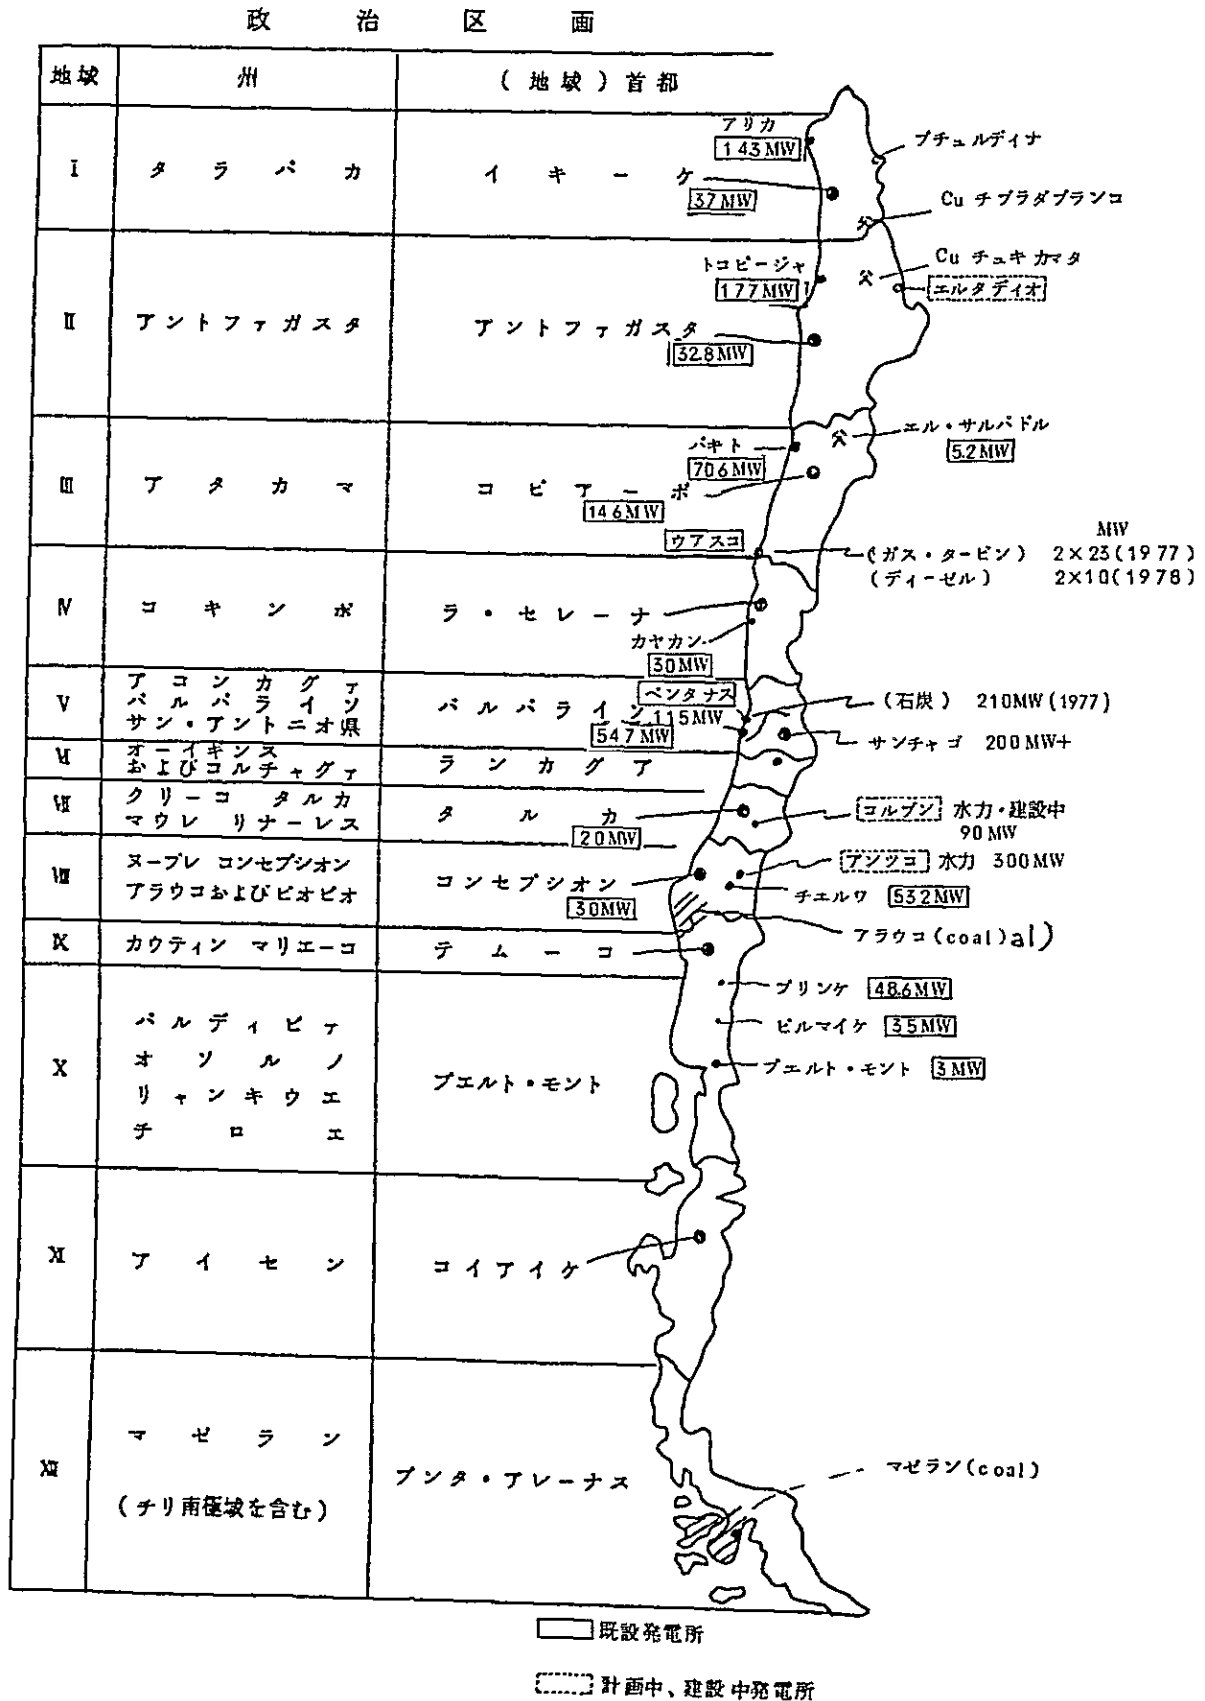 政治区画
地域 州 (地域)首都
I タラパカ イキーケ
アリカ
143MW
37MW
プチュルディナ
Cu チブラダブランコ
II アントファガスタ アントファガスタ
トコピージャ
177MW
32.8MW
Cu チュキカマタ
エルタディオ
III アタカマ コピアーポ
バキト
706MW
146MW
エル・サルバドル
5.2MW
ウアスコ
MW
(ガス・タービン) 2×23(1977)
(ディーゼル) 2×10(1978)
IV コキンボ ラ・セレーナ
カヤカン
30MW
V アコンカグァ
バルパライソ
サン・アントニオ県
バルパライソ
ベンタナス
115MW
547MW
(石炭) 210MW(1977)
サンチャゴ 200MW+
VI オーイギンス
およびコルチャグァ
ランカグア
VII クリーコ タルカ
マウレ リナーレス
タルカ
20MW
コルブン 水力・建設中
90MW
VIII ヌーブレ コンセプシオン
アラウコおよびビオビオ
コンセプシオン
30MW
アンツコ 水力 300MW
チエルワ 532MW
アラウコ(coal)al)
IX カウティン マリエーコ テムーコ
X バルディビァ
オソルノ
リャンキウエ
チロエ
プエルト・モント
プリンケ 48.6MW
ピルマイケ 35MW
プエルト・モント 3MW
XI アイセン コイアイケ
XII マゼラン
(チリ南極域を含む)
プンタ・アレーナス
マゼラン(coal)
既設発電所
計画中、建設中発電所